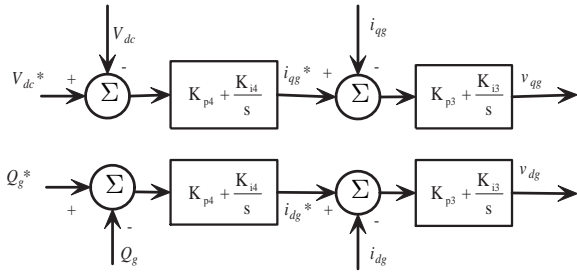 V_dc
i_qg
V_dc* + - Σ K_p4 + K_i4/s i_qg* + - Σ K_p3 + K_i3/s v_qg
Q_g* + - Σ K_p4 + K_i4/s i_dg* + - Σ K_p3 + K_i3/s v_dg
Q_g
i_dg